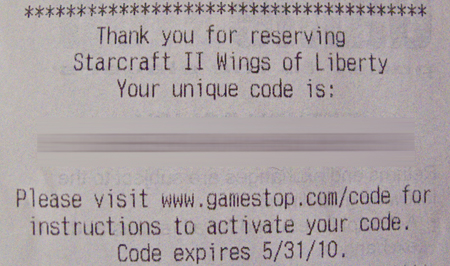 ****************************************
Thank you for reserving
Starcraft II Wings of Liberty
Your unique code is:
Please visit www.gamestop.com/code for
instructions to activate your code.
Code expires 5/31/10.